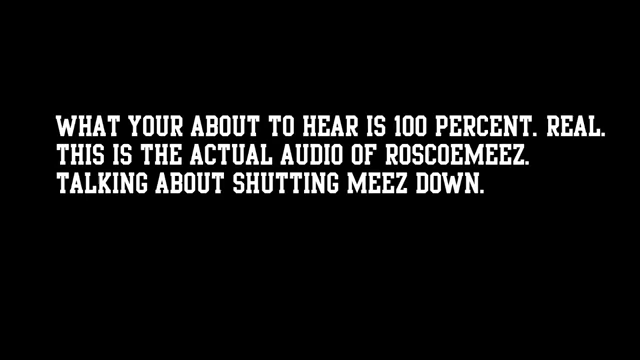 WHAT YOUR ABOUT TO HEAR IS 100 PERCENT. REAL.
THIS IS THE ACTUAL AUDIO OF ROSCOEMEEZ.
TALKING ABOUT SHUTTING MEEZ DOWN.